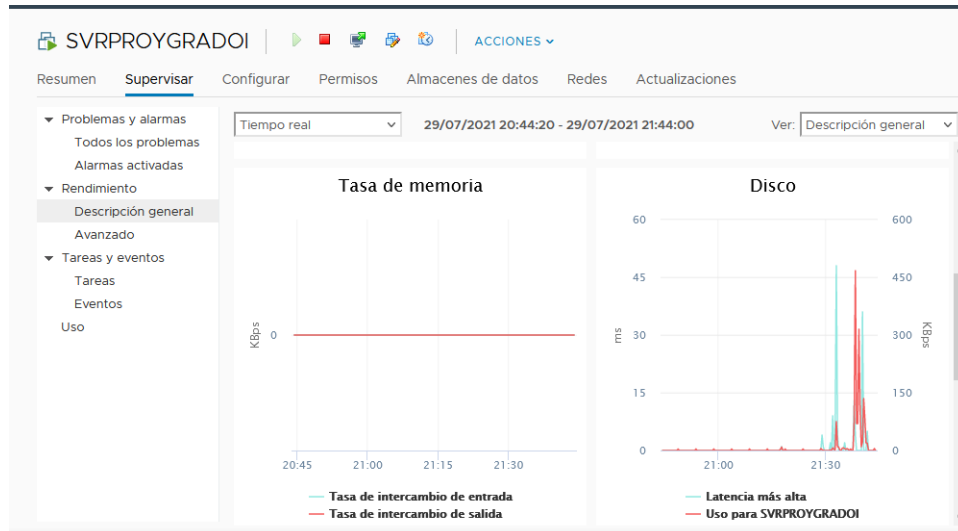 SVRPROYGRADOI
ACCIONES
Resumen Supervisar Configurar Permisos Almacenes de datos Redes Actualizaciones
Problemas y alarmas
Todos los problemas
Alarmas activadas
Rendimiento
Descripción general
Avanzado
Tareas y eventos
Tareas
Eventos
Uso
Tiempo real 29/07/2021 20:44:20 - 29/07/2021 21:44:00 Ver: Descripción general
Tasa de memoria
KBps
0
20:45 21:00 21:15 21:30
Tasa de intercambio de entrada
Tasa de intercambio de salida
Disco
60 600
45 450
ms 30 300 KBps
15 150
0 0
21:00 21:30
Latencia más alta
Uso para SVRPROYGRADOI